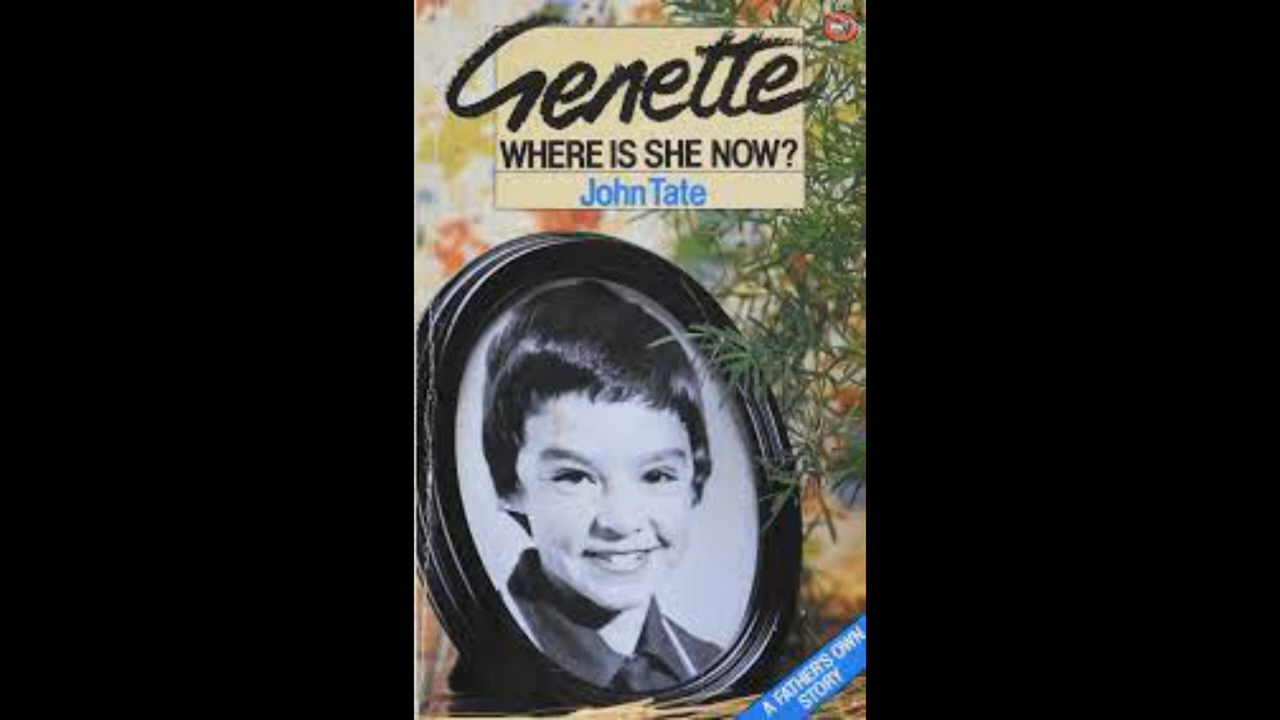 Genette
WHERE IS SHE NOW?
John Tate
A FATHER'S OWN
STORY